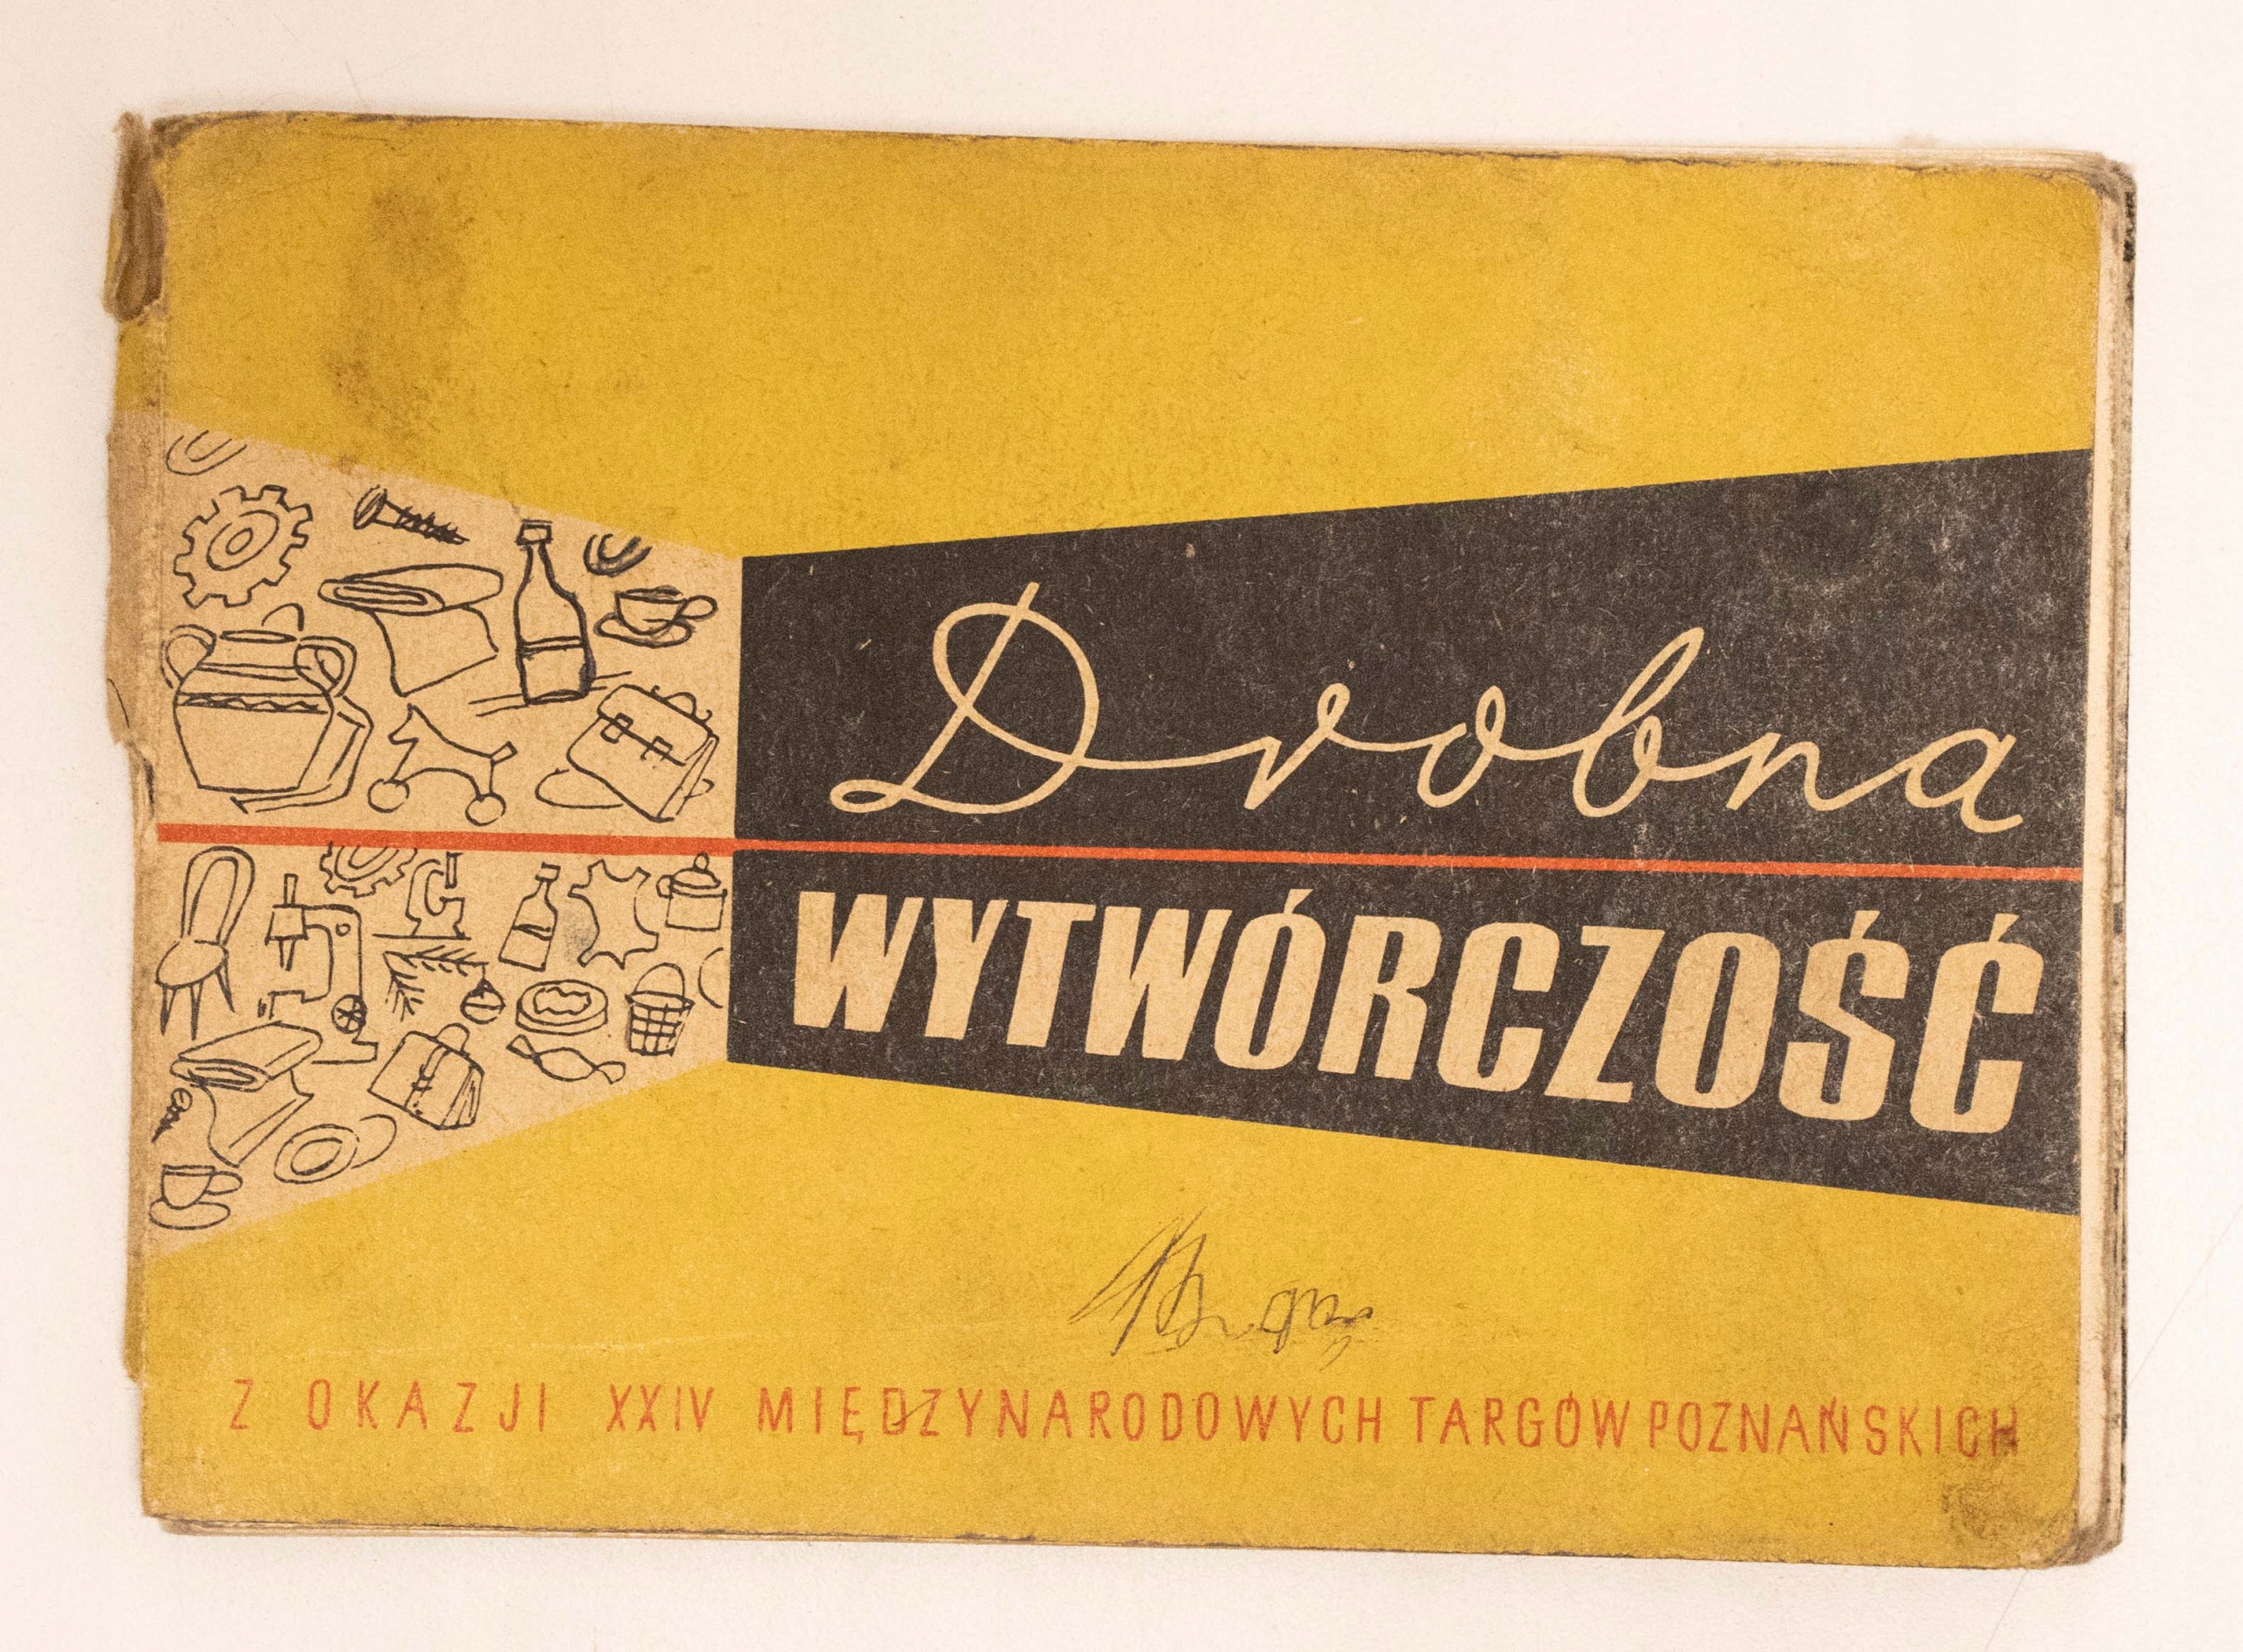 Drobna
WYTWÓRCZOŚĆ
Z OKAZJI XXIV MIĘDZYNARODOWYCH TARGÓW POZNAŃSKICH